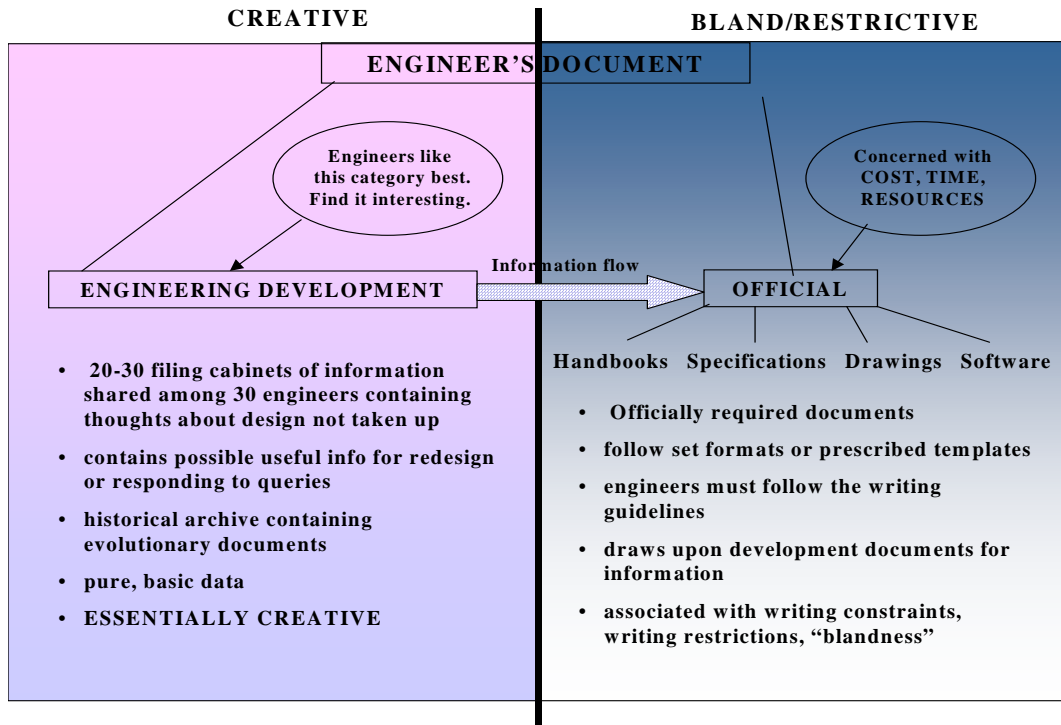 CREATIVE
BLAND/RESTRICTIVE
ENGINEER'S DOCUMENT
Engineers like
this category best.
Find it interesting.
Concerned with
COST, TIME,
RESOURCES
Information flow
ENGINEERING DEVELOPMENT
OFFICIAL
Handbooks Specifications Drawings Software
• 20-30 filing cabinets of information
shared among 30 engineers containing
thoughts about design not taken up
• contains possible useful info for redesign
or responding to queries
• historical archive containing
evolutionary documents
• pure, basic data
• ESSENTIALLY CREATIVE
• Officially required documents
• follow set formats or prescribed templates
• engineers must follow the writing
guidelines
• draws upon development documents for
information
• associated with writing constraints,
writing restrictions, “blandness”